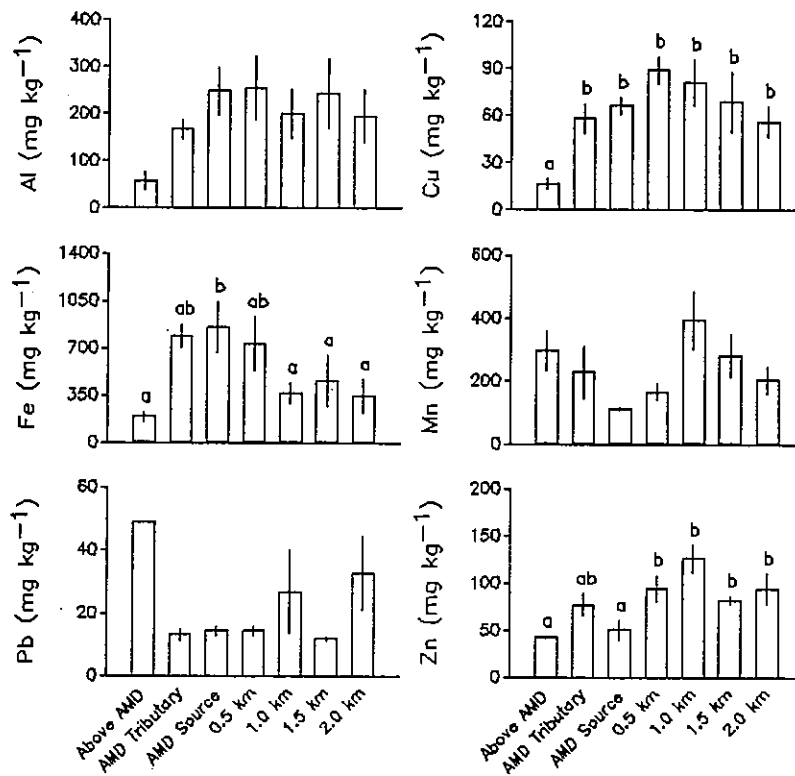 400
300
200
100
0
Al (mg kg⁻¹)
120
90
60
30
0
Cu (mg kg⁻¹)
a
b
b
b
b
b
b
1400
1050
700
350
0
Fe (mg kg⁻¹)
a
ab
b
ab
a
a
a
600
400
200
0
Mn (mg kg⁻¹)
60
40
20
0
Pb (mg kg⁻¹)
Above AMD
AMD Tributary
AMD Source
0.5 km
1.0 km
1.5 km
2.0 km
200
150
100
50
0
Zn (mg kg⁻¹)
a
ab
a
b
b
b
b
Above AMD
AMD Tributary
AMD Source
0.5 km
1.0 km
1.5 km
2.0 km